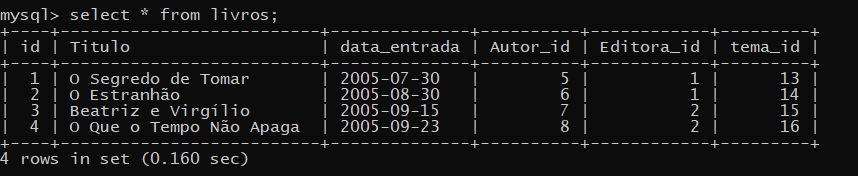 mysql> select * from livros;
+----+--------------------------+--------------+----------+------------+---------+
| id | Titulo                   | data_entrada | Autor_id | Editora_id | tema_id |
+----+--------------------------+--------------+----------+------------+---------+
|  1 | O Segredo de Tomar       | 2005-07-30   |        5 |          1 |      13 |
|  2 | O Estranhão              | 2005-08-30   |        6 |          1 |      14 |
|  3 | Beatriz e Virgílio       | 2005-09-15   |        7 |          2 |      15 |
|  4 | O Que o Tempo Não Apaga  | 2005-09-23   |        8 |          2 |      16 |
+----+--------------------------+--------------+----------+------------+---------+
4 rows in set (0.160 sec)